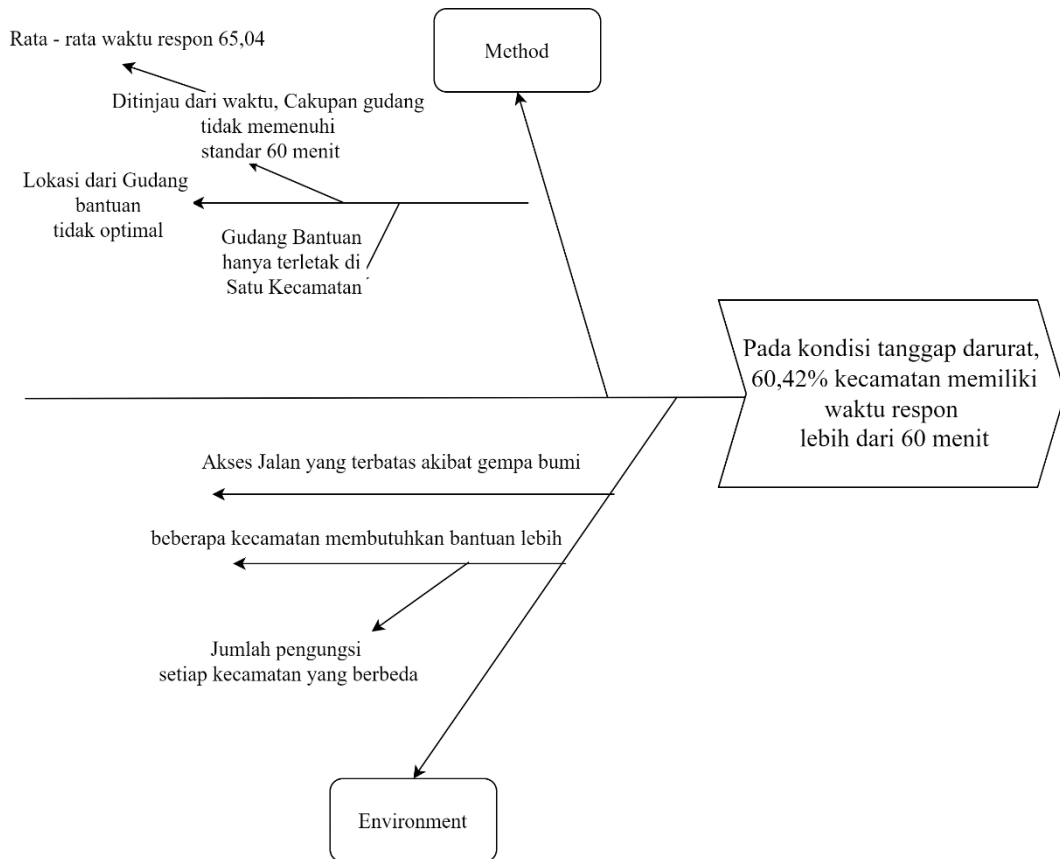 Rata - rata waktu respon 65,04
Method
Ditinjau dari waktu, Cakupan gudang
tidak memenuhi
standar 60 menit
Lokasi dari Gudang
bantuan
tidak optimal
Gudang Bantuan
hanya terletak di
Satu Kecamatan
Pada kondisi tanggap darurat,
60,42% kecamatan memiliki
waktu respon
lebih dari 60 menit
Akses Jalan yang terbatas akibat gempa bumi
beberapa kecamatan membutuhkan bantuan lebih
Jumlah pengungsi
setiap kecamatan yang berbeda
Environment